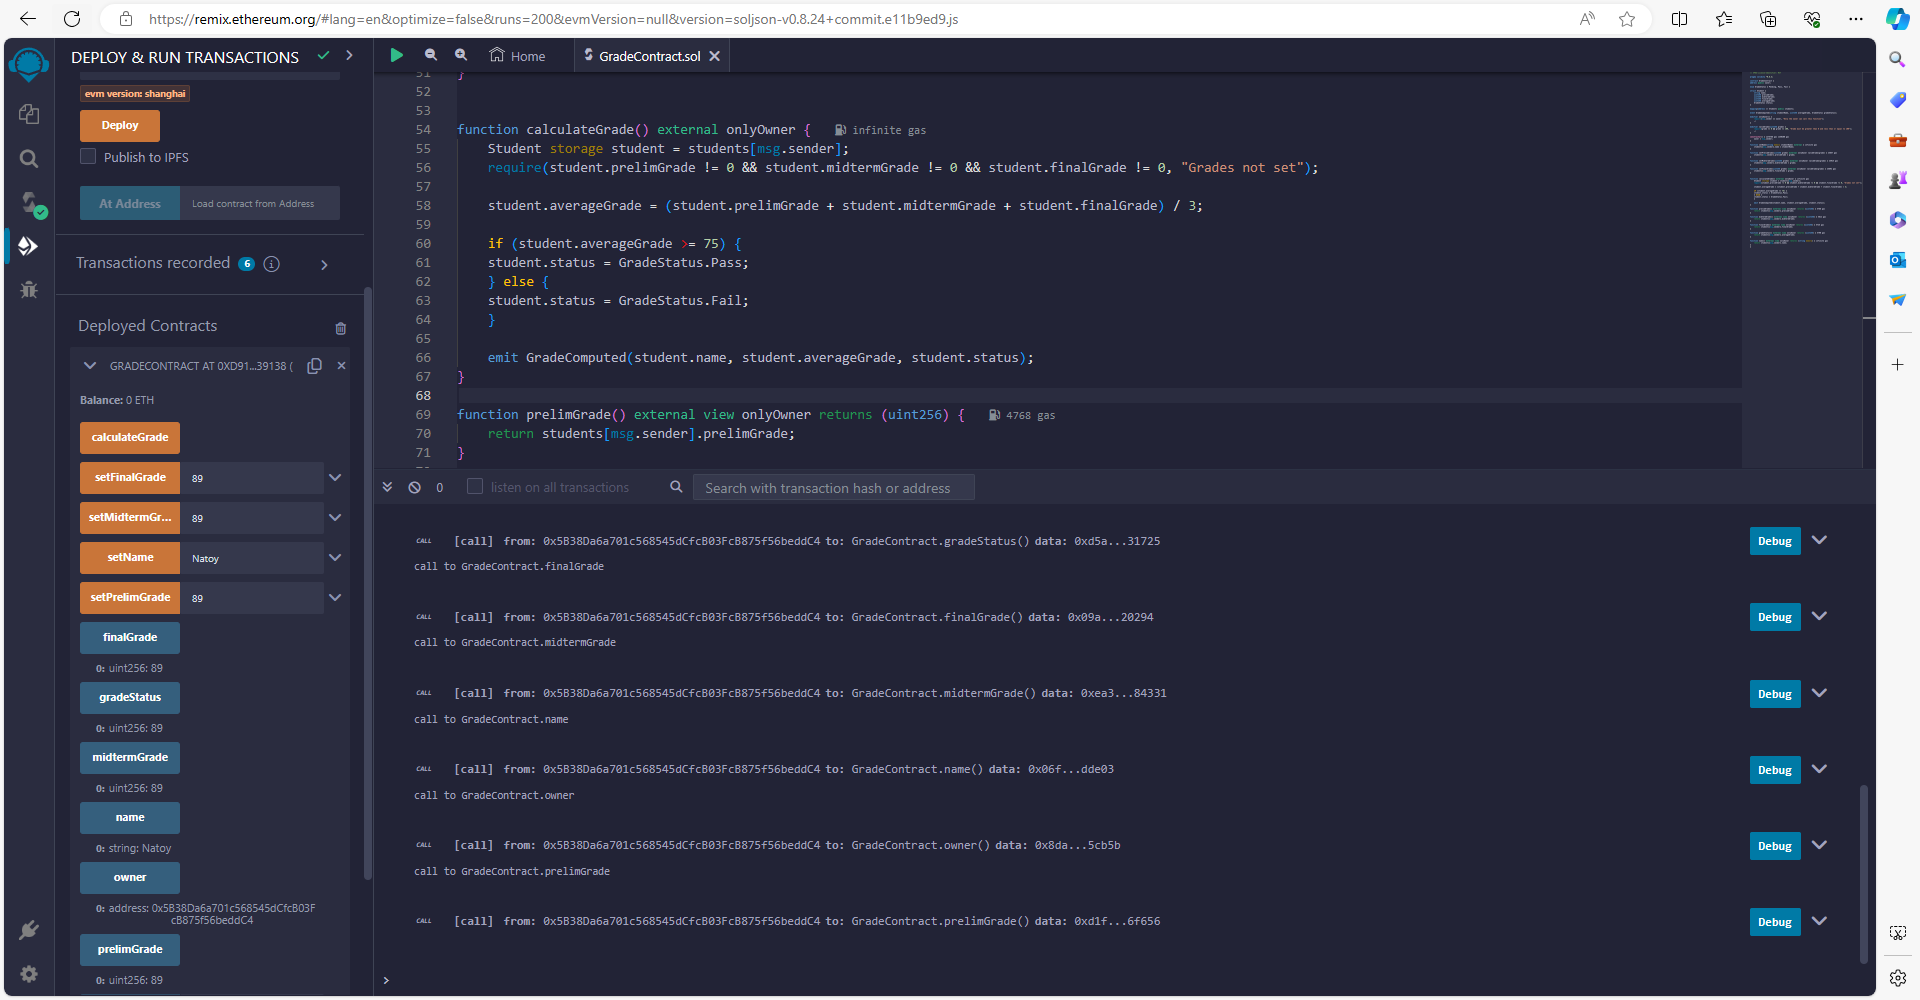 https://remix.ethereum.org/#lang=en&optimize=false&runs=200&evmVersion=null&version=soljson-v0.8.24+commit.e11b9ed9.js
DEPLOY & RUN TRANSACTIONS
Home
GradeContract.sol
evm version: shanghai
Deploy
Publish to IPFS
At Address
Load contract from Address
Transactions recorded 6
Deployed Contracts
GRADECONTRACT AT 0XD91...39138 (
Balance: 0 ETH
calculateGrade
setFinalGrade 89
setMidtermGr... 89
setName Natoy
setPrelimGrade 89
finalGrade
0: uint256: 89
gradeStatus
0: uint256: 89
midtermGrade
0: uint256: 89
name
0: string: Natoy
owner
0: address: 0x5B38Da6a701c568545dCfcB03F
cB875f56beddC4
prelimGrade
0: uint256: 89
51 }
52
53
54 function calculateGrade() external onlyOwner { infinite gas
55 Student storage student = students[msg.sender];
56 require(student.prelimGrade != 0 && student.midtermGrade != 0 && student.finalGrade != 0, "Grades not set");
57
58 student.averageGrade = (student.prelimGrade + student.midtermGrade + student.finalGrade) / 3;
59
60 if (student.averageGrade >= 75) {
61 student.status = GradeStatus.Pass;
62 } else {
63 student.status = GradeStatus.Fail;
64 }
65
66 emit GradeComputed(student.name, student.averageGrade, student.status);
67 }
68
69 function prelimGrade() external view onlyOwner returns (uint256) { 4768 gas
70 return students[msg.sender].prelimGrade;
71 }
0 listen on all transactions Search with transaction hash or address
CALL [call] from: 0x5B38Da6a701c568545dCfcB03FcB875f56beddC4 to: GradeContract.gradeStatus() data: 0xd5a...31725 Debug
call to GradeContract.finalGrade
CALL [call] from: 0x5B38Da6a701c568545dCfcB03FcB875f56beddC4 to: GradeContract.finalGrade() data: 0x09a...20294 Debug
call to GradeContract.midtermGrade
CALL [call] from: 0x5B38Da6a701c568545dCfcB03FcB875f56beddC4 to: GradeContract.midtermGrade() data: 0xea3...84331 Debug
call to GradeContract.name
CALL [call] from: 0x5B38Da6a701c568545dCfcB03FcB875f56beddC4 to: GradeContract.name() data: 0x06f...dde03 Debug
call to GradeContract.owner
CALL [call] from: 0x5B38Da6a701c568545dCfcB03FcB875f56beddC4 to: GradeContract.owner() data: 0x8da...5cb5b Debug
call to GradeContract.prelimGrade
CALL [call] from: 0x5B38Da6a701c568545dCfcB03FcB875f56beddC4 to: GradeContract.prelimGrade() data: 0xd1f...6f656 Debug
>